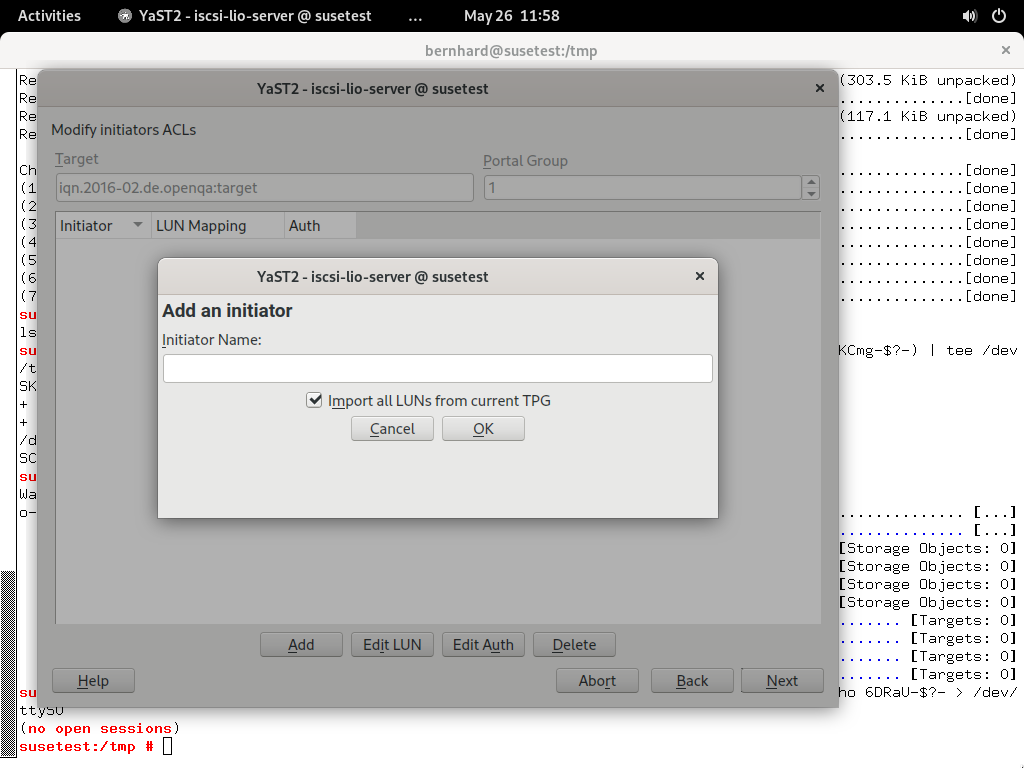 Activities YaST2 - iscsi-lio-server @ susetest ... May 26 11:58
bernhard@susetest:/tmp
Re (303.5 KiB unpacked)
Re ..............[done]
Re (117.1 KiB unpacked)
Re ..............[done]
Ch ..............[done]
(1 ..............[done]
(2 ..............[done]
(3 ..............[done]
(4 ..............[done]
(5 ..............[done]
(6 ..............[done]
(7 ..............[done]
su
ls
su KCmg-$?-) | tee /dev
/t
SK
+
+
/d
SC
su
Wa
o- .............. [...]
.............. [...]
[Storage Objects: 0]
[Storage Objects: 0]
[Storage Objects: 0]
[Storage Objects: 0]
....... [Targets: 0]
....... [Targets: 0]
....... [Targets: 0]
....... [Targets: 0]
su ho 6DRaU-$?- > /dev/
ttyS0
(no open sessions)
susetest:/tmp #
YaST2 - iscsi-lio-server @ susetest
Modify initiators ACLs
Target Portal Group
iqn.2016-02.de.openqa:target 1
Initiator LUN Mapping Auth
YaST2 - iscsi-lio-server @ susetest
Add an initiator
Initiator Name:
Import all LUNs from current TPG
Cancel OK
Add Edit LUN Edit Auth Delete
Help Abort Back Next